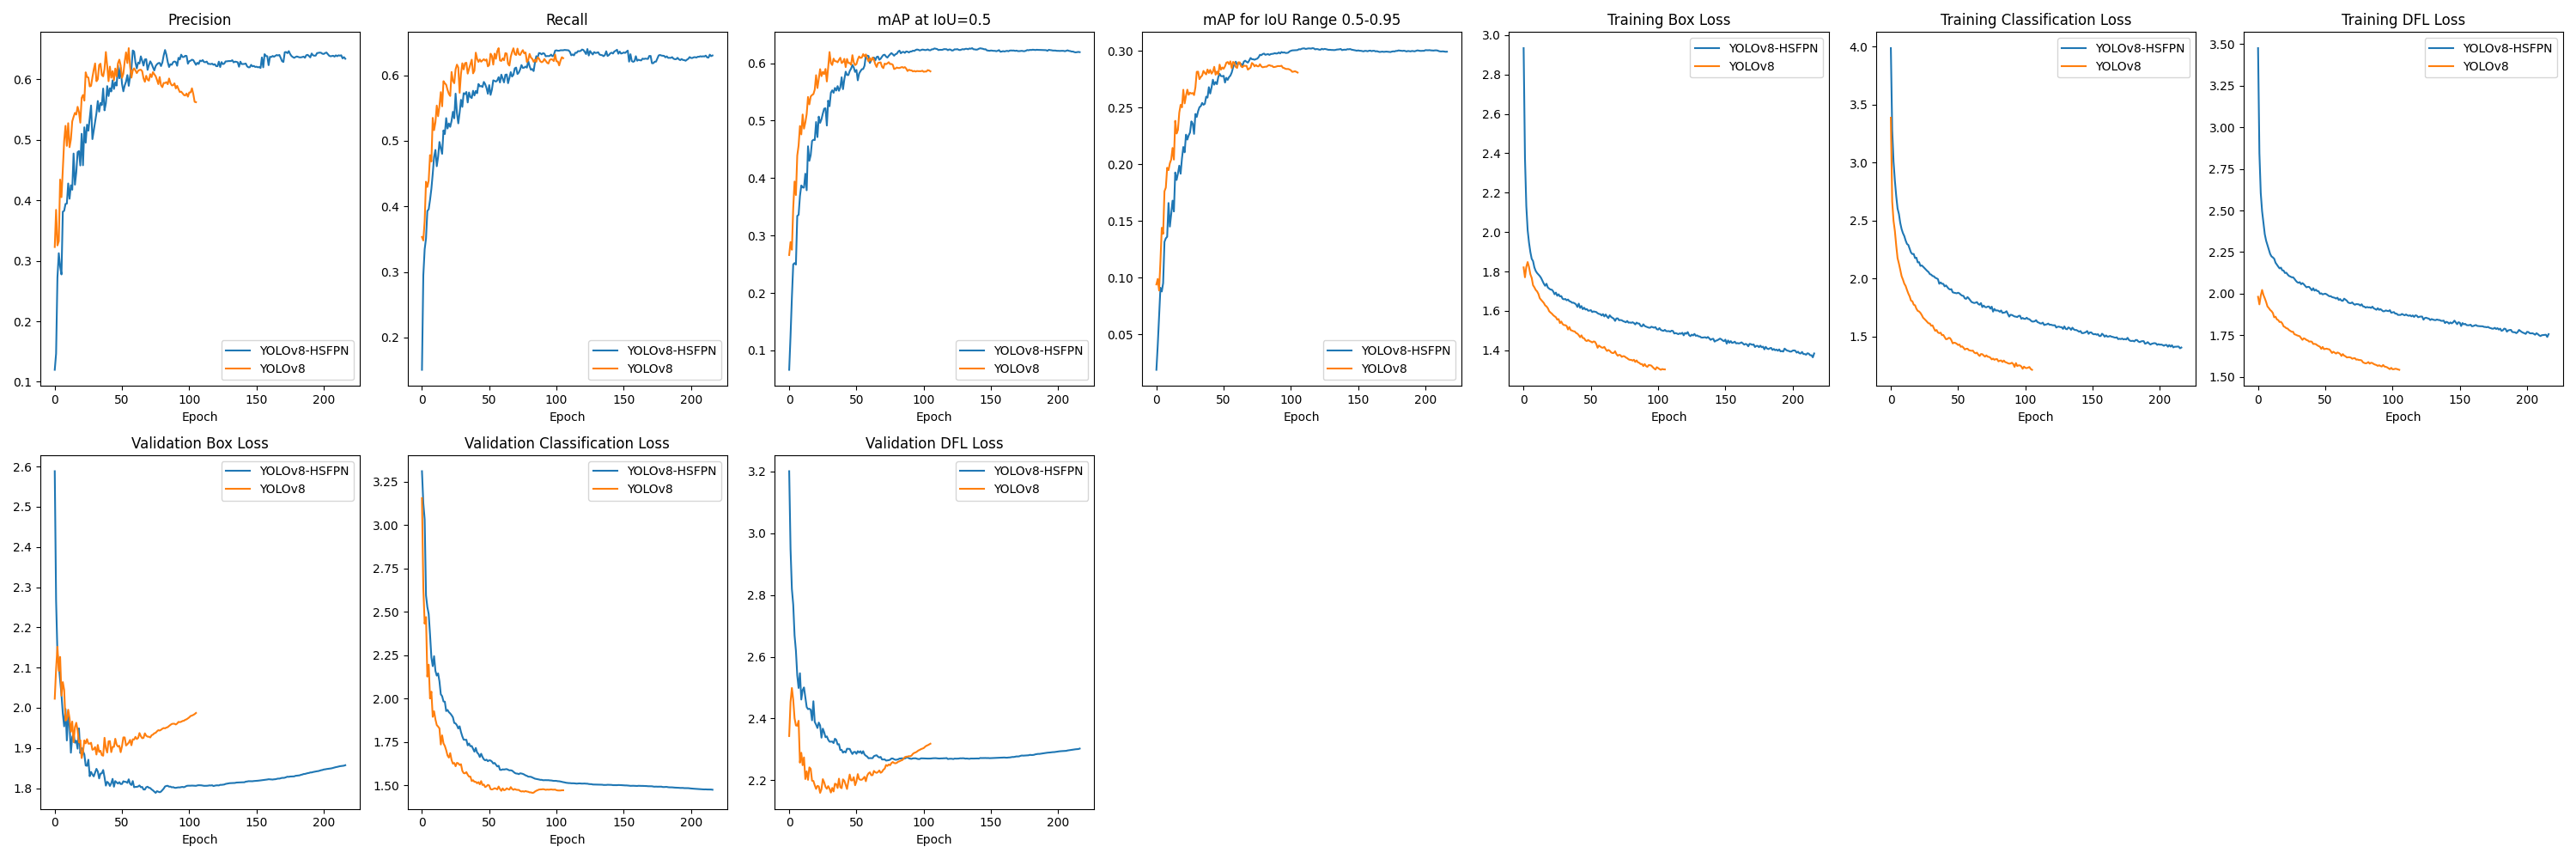 Precision
0.6
0.5
0.4
0.3
0.2
0.1
0 50 100 150 200
Epoch
YOLOv8-HSFPN
YOLOv8
Recall
0.6
0.5
0.4
0.3
0.2
0 50 100 150 200
Epoch
YOLOv8-HSFPN
YOLOv8
mAP at IoU=0.5
0.6
0.5
0.4
0.3
0.2
0.1
0 50 100 150 200
Epoch
YOLOv8-HSFPN
YOLOv8
mAP for IoU Range 0.5-0.95
0.30
0.25
0.20
0.15
0.10
0.05
0 50 100 150 200
Epoch
YOLOv8-HSFPN
YOLOv8
Training Box Loss
3.0
2.8
2.6
2.4
2.2
2.0
1.8
1.6
1.4
0 50 100 150 200
Epoch
YOLOv8-HSFPN
YOLOv8
Training Classification Loss
4.0
3.5
3.0
2.5
2.0
1.5
0 50 100 150 200
Epoch
YOLOv8-HSFPN
YOLOv8
Training DFL Loss
3.50
3.25
3.00
2.75
2.50
2.25
2.00
1.75
1.50
0 50 100 150 200
Epoch
YOLOv8-HSFPN
YOLOv8
Validation Box Loss
2.6
2.5
2.4
2.3
2.2
2.1
2.0
1.9
1.8
0 50 100 150 200
Epoch
YOLOv8-HSFPN
YOLOv8
Validation Classification Loss
3.25
3.00
2.75
2.50
2.25
2.00
1.75
1.50
0 50 100 150 200
Epoch
YOLOv8-HSFPN
YOLOv8
Validation DFL Loss
3.2
3.0
2.8
2.6
2.4
2.2
0 50 100 150 200
Epoch
YOLOv8-HSFPN
YOLOv8